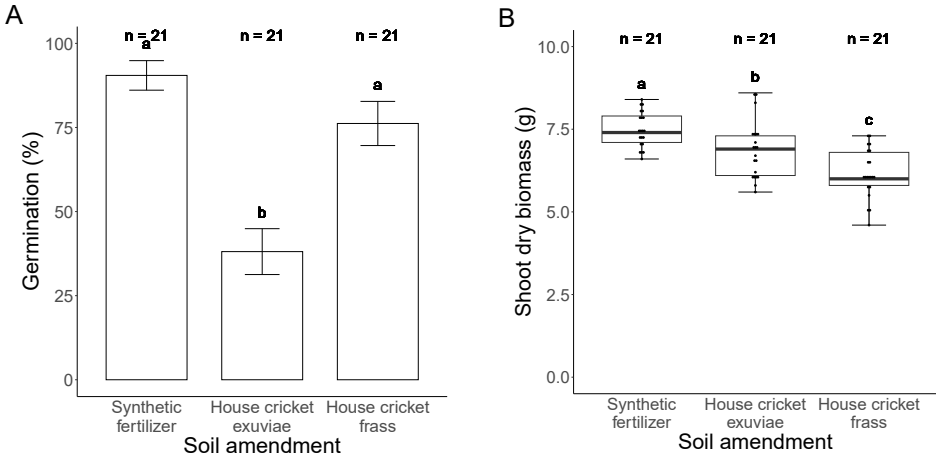 A
n = 21
n = 21
n = 21
a
b
a
100
75
50
25
0
Germination (%)
Synthetic
fertilizer
House cricket
exuviae
House cricket
frass
Soil amendment
B
n = 21
n = 21
n = 21
a
b
c
10.0
7.5
5.0
2.5
0.0
Shoot dry biomass (g)
Synthetic
fertilizer
House cricket
exuviae
House cricket
frass
Soil amendment